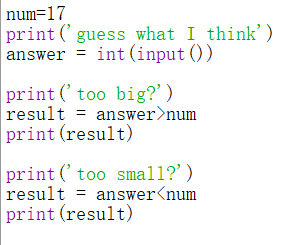 num=17
print('guess what I think')
answer = int(input())
print('too big?')
result = answer>num
print(result)
print('too small?')
result = answer<num
print(result)